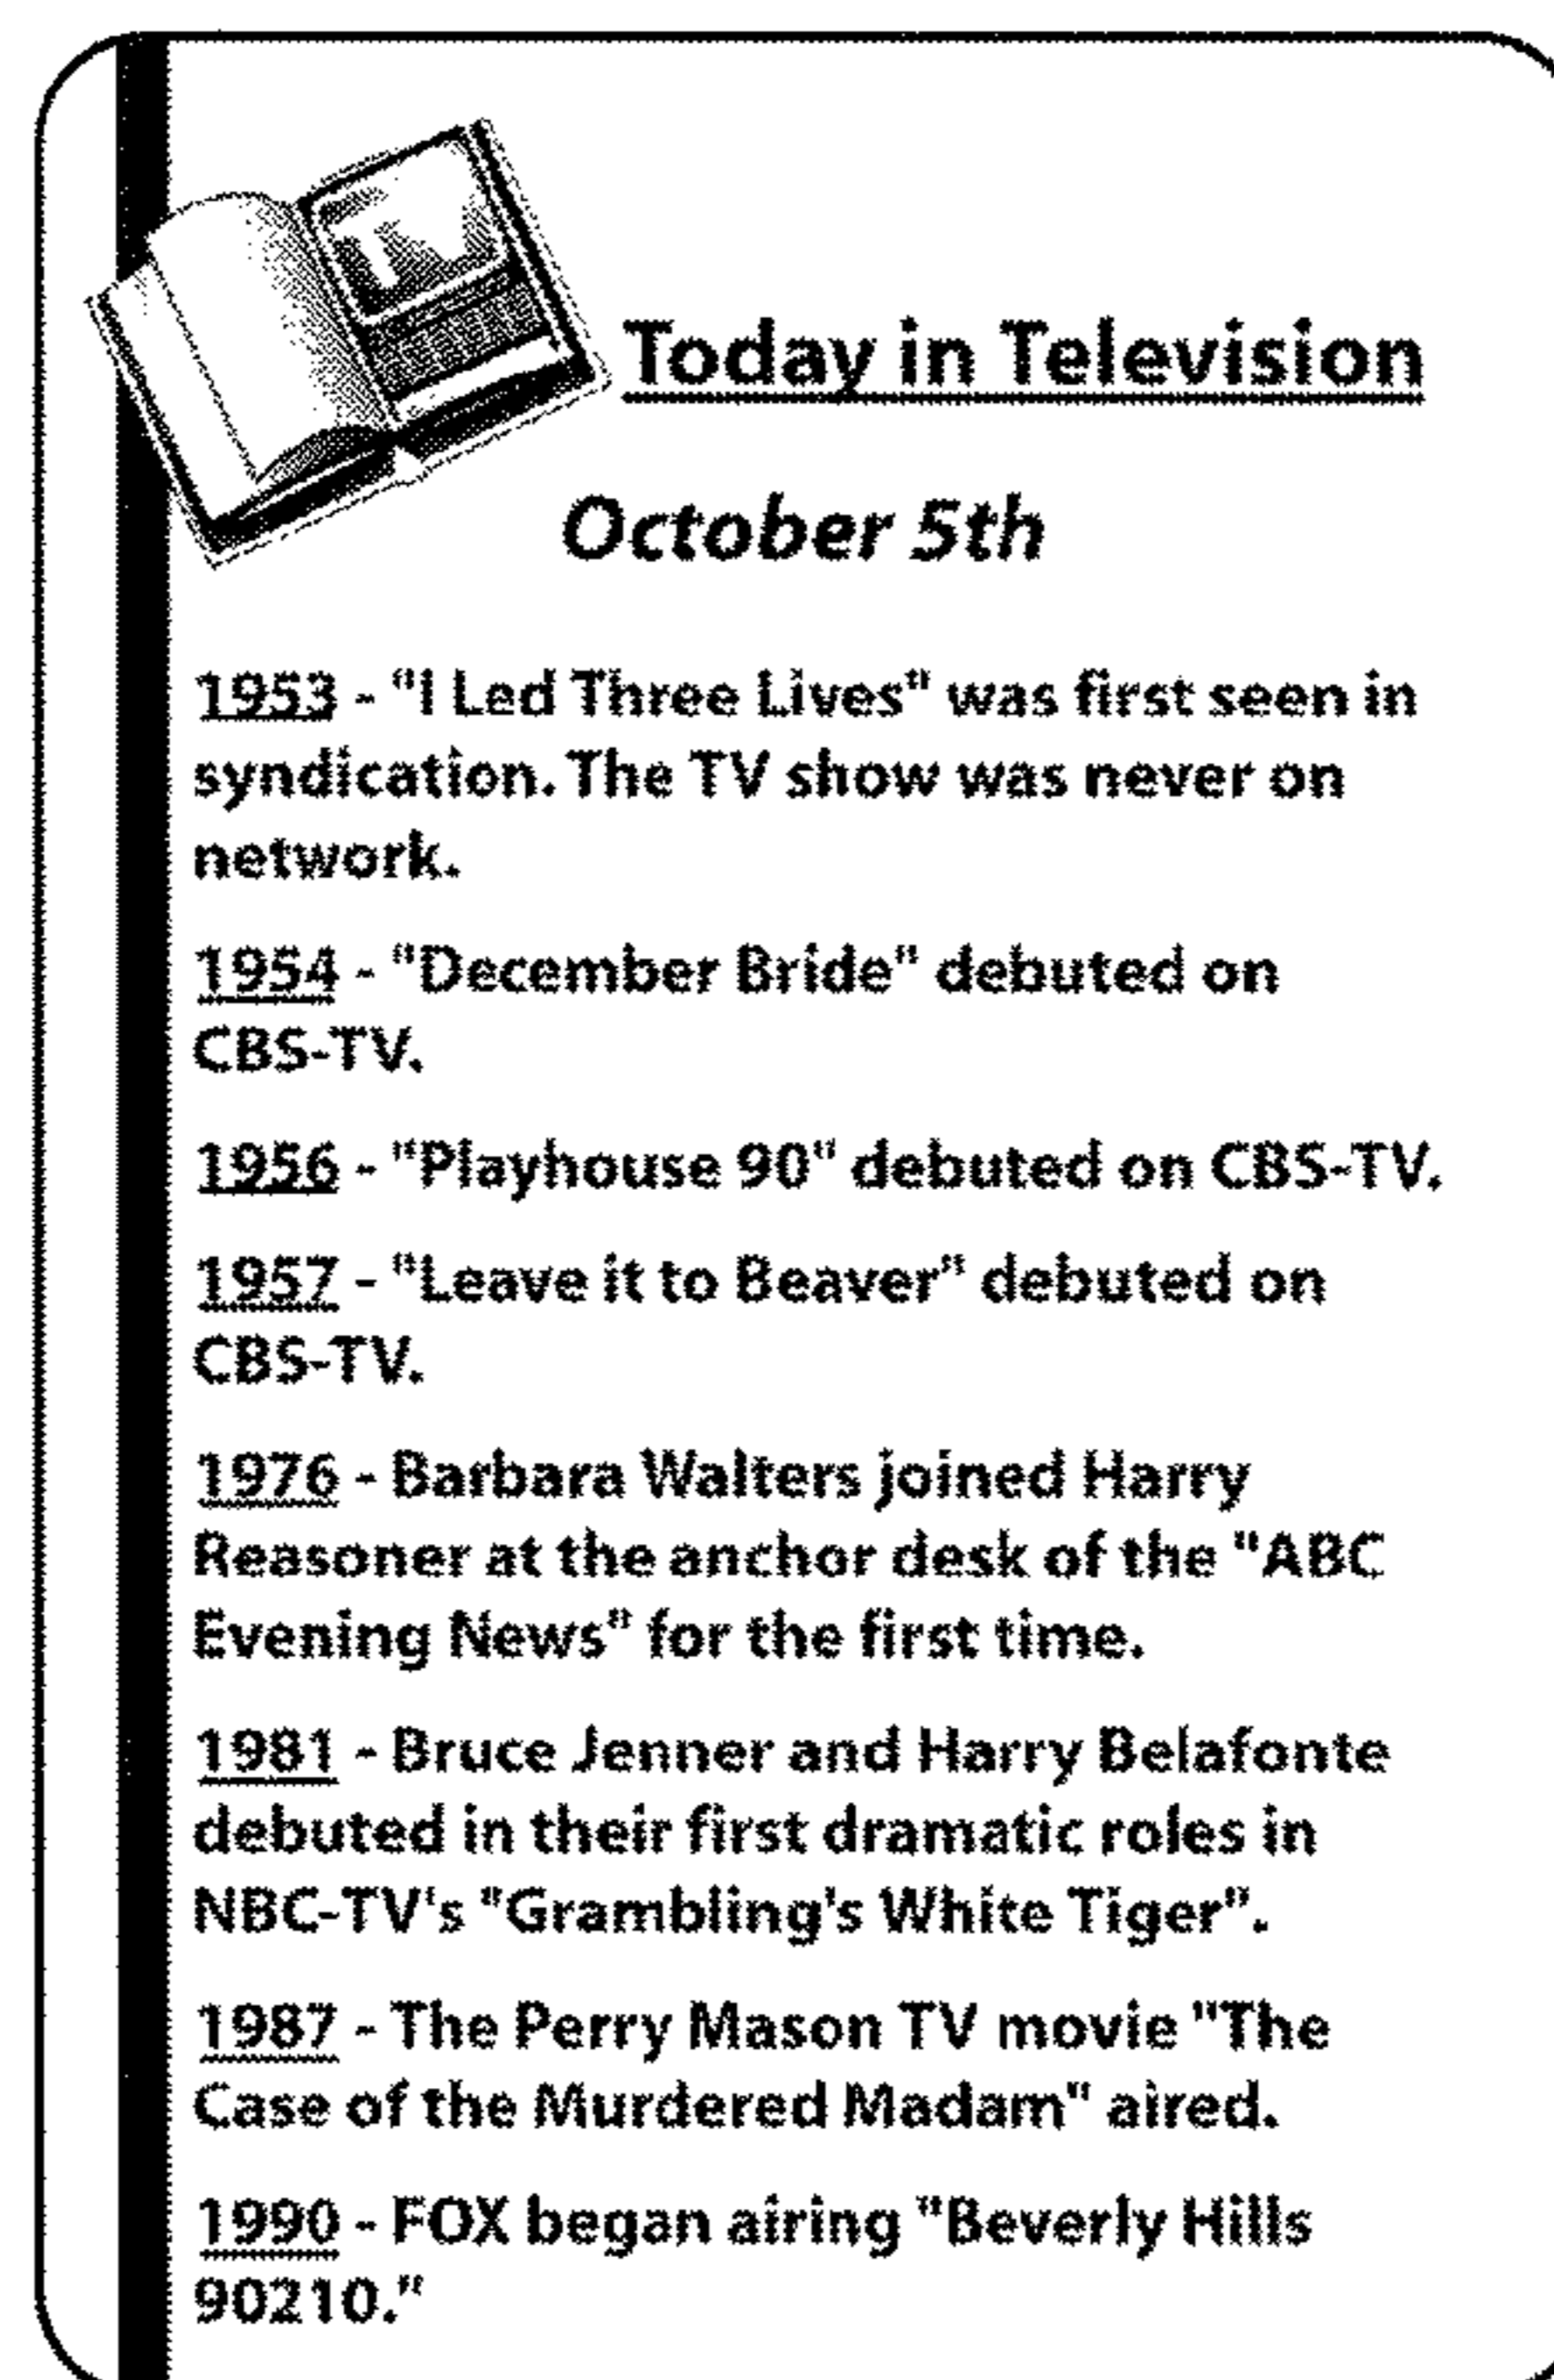 TV
Today in Television
October 5th
1953 - "I Led Three Lives" was first seen in
syndication. The TV show was never on
network.
1954 - "December Bride" debuted on
CBS-TV.
1956 - "Playhouse 90" debuted on CBS-TV.
1957 - "Leave it to Beaver" debuted on
CBS-TV.
1976 - Barbara Walters joined Harry
Reasoner at the anchor desk of the "ABC
Evening News" for the first time.
1981 - Bruce Jenner and Harry Belafonte
debuted in their first dramatic roles in
NBC-TV's "Grambling's White Tiger".
1987 - The Perry Mason TV movie "The
Case of the Murdered Madam" aired.
1990 - FOX began airing "Beverly Hills
90210."